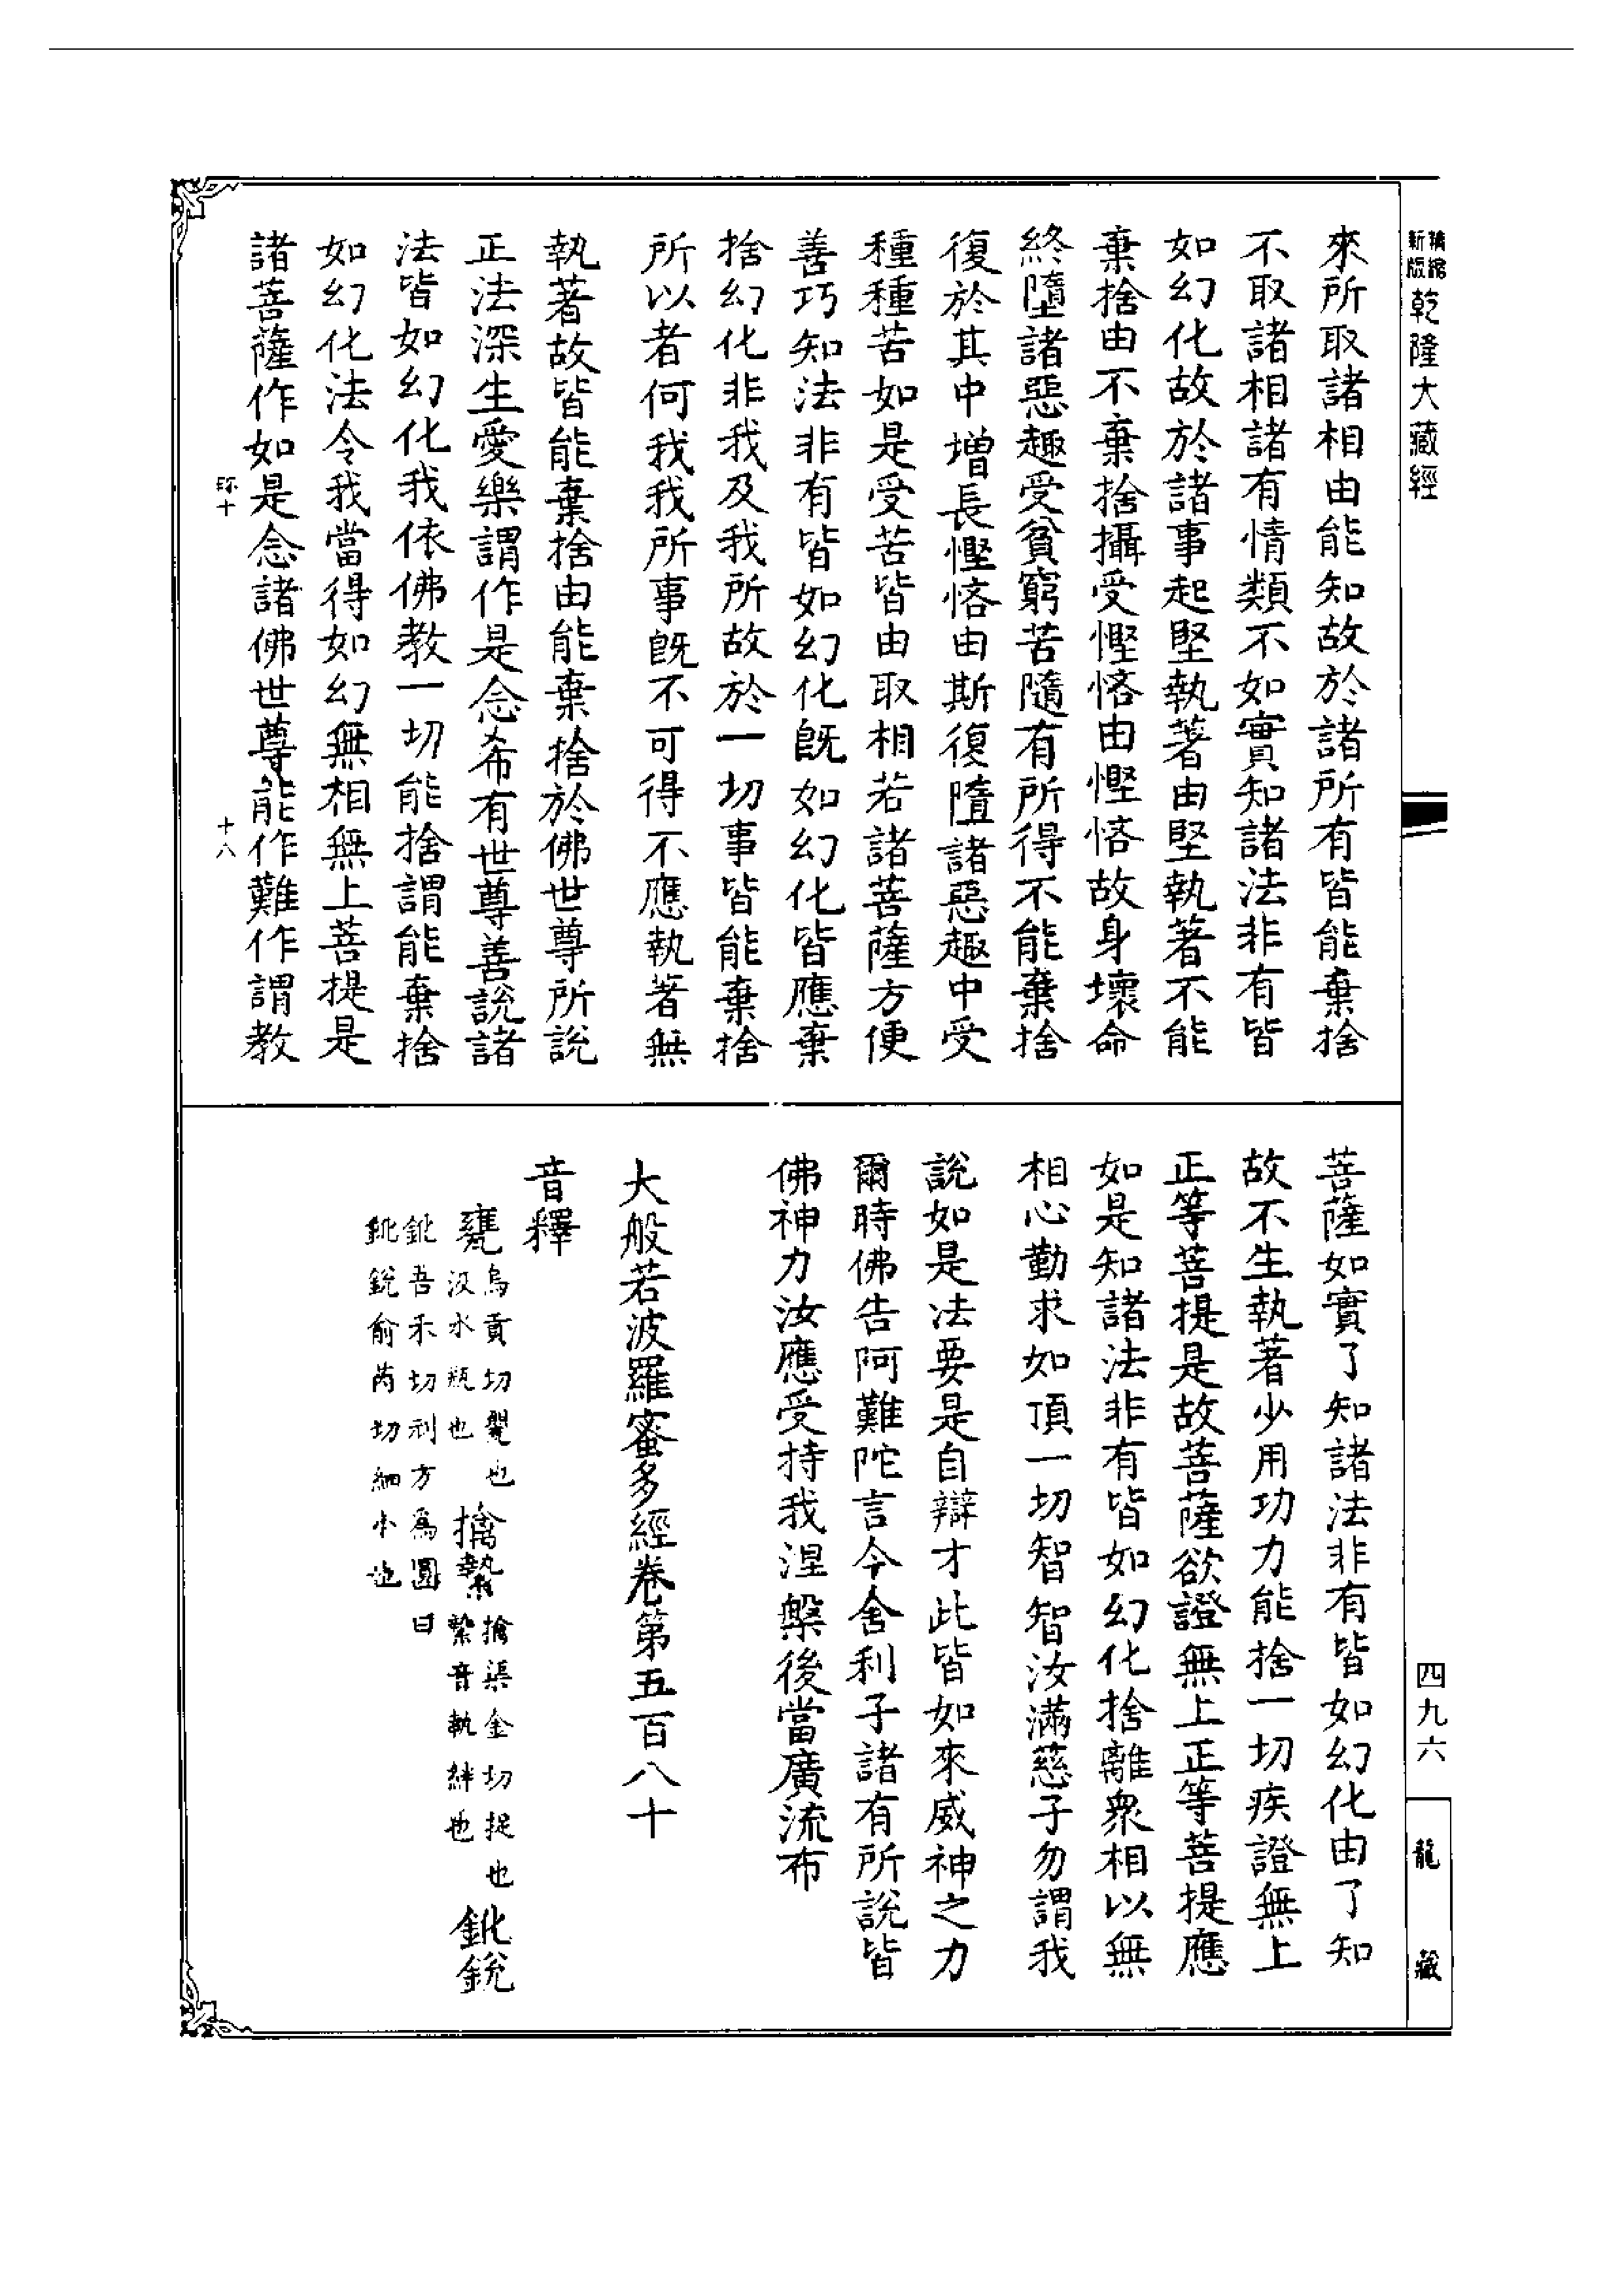 新版
精縮
乾隆大藏經
來所取諸相由能知故於諸所有皆能棄捨
不取諸相諸有情類不如實知諸法非有皆
如幻化故於諸事起堅執著由堅執著不能
棄捨由不棄捨攝受慳悋由慳悋故身壞命
終墮諸惡趣受貧窮苦隨有所得不能棄捨
復於其中增長慳悋由斯復墮諸惡趣中受
種種苦如是受苦皆由取相若諸菩薩方便
善巧知法非有皆如幻化既如幻化皆應棄
捨幻化非我及我所故於一切事皆能棄捨
所以者何我我所事既不可得不應執著無
執著故皆能棄捨由能棄捨於佛世尊所說
正法深生愛樂謂作是念希有世尊善說諸
法皆如幻化我依佛教一切能捨謂能棄捨
如幻化法令我當得如幻無相無上菩提是
諸菩薩作如是念諸佛世尊能作難作謂教
十
十八
菩薩如實了知諸法非有皆如幻化由了知
故不生執著少用功力能捨一切疾證無上
正等菩提是故菩薩欲證無上正等菩提應
如是知諸法非有皆如幻化捨離眾相以無
相心勤求如頂一切智智汝滿慈子勿謂我
說如是法要是自辯才此皆如來威神之力
爾時佛告阿難陀言今舍利子諸有所說皆
佛神力汝應受持我涅槃後當廣流布
大般若波羅蜜多經卷第五百八十
音釋
甕 烏貢切甖也汲水瓶也 擒縶 擒渠金切捉也縶音執絆也 鈋銳
鈋吾禾切刓方為圓曰鈋銳俞芮切細小也
四九六
龍藏